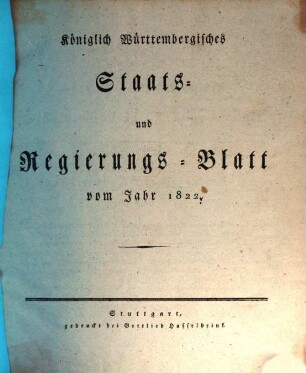 Königlich Württembergisches
Staats-
und
Regierungs-Blatt
vom Jahr 1822.
Stuttgart,
gedruckt bei Gottlieb Hasselbrink.